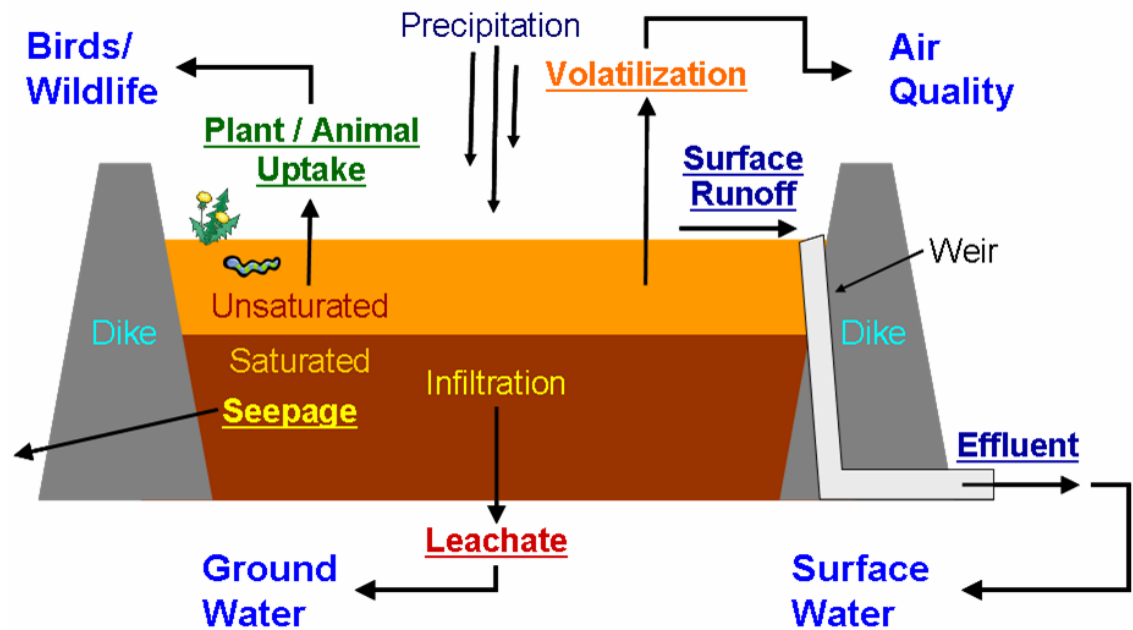 Birds/
Wildlife
Precipitation
Volatilization
Air
Quality
Plant / Animal
Uptake
Surface
Runoff
Weir
Unsaturated
Dike
Dike
Saturated
Infiltration
Seepage
Effluent
Leachate
Ground
Water
Surface
Water